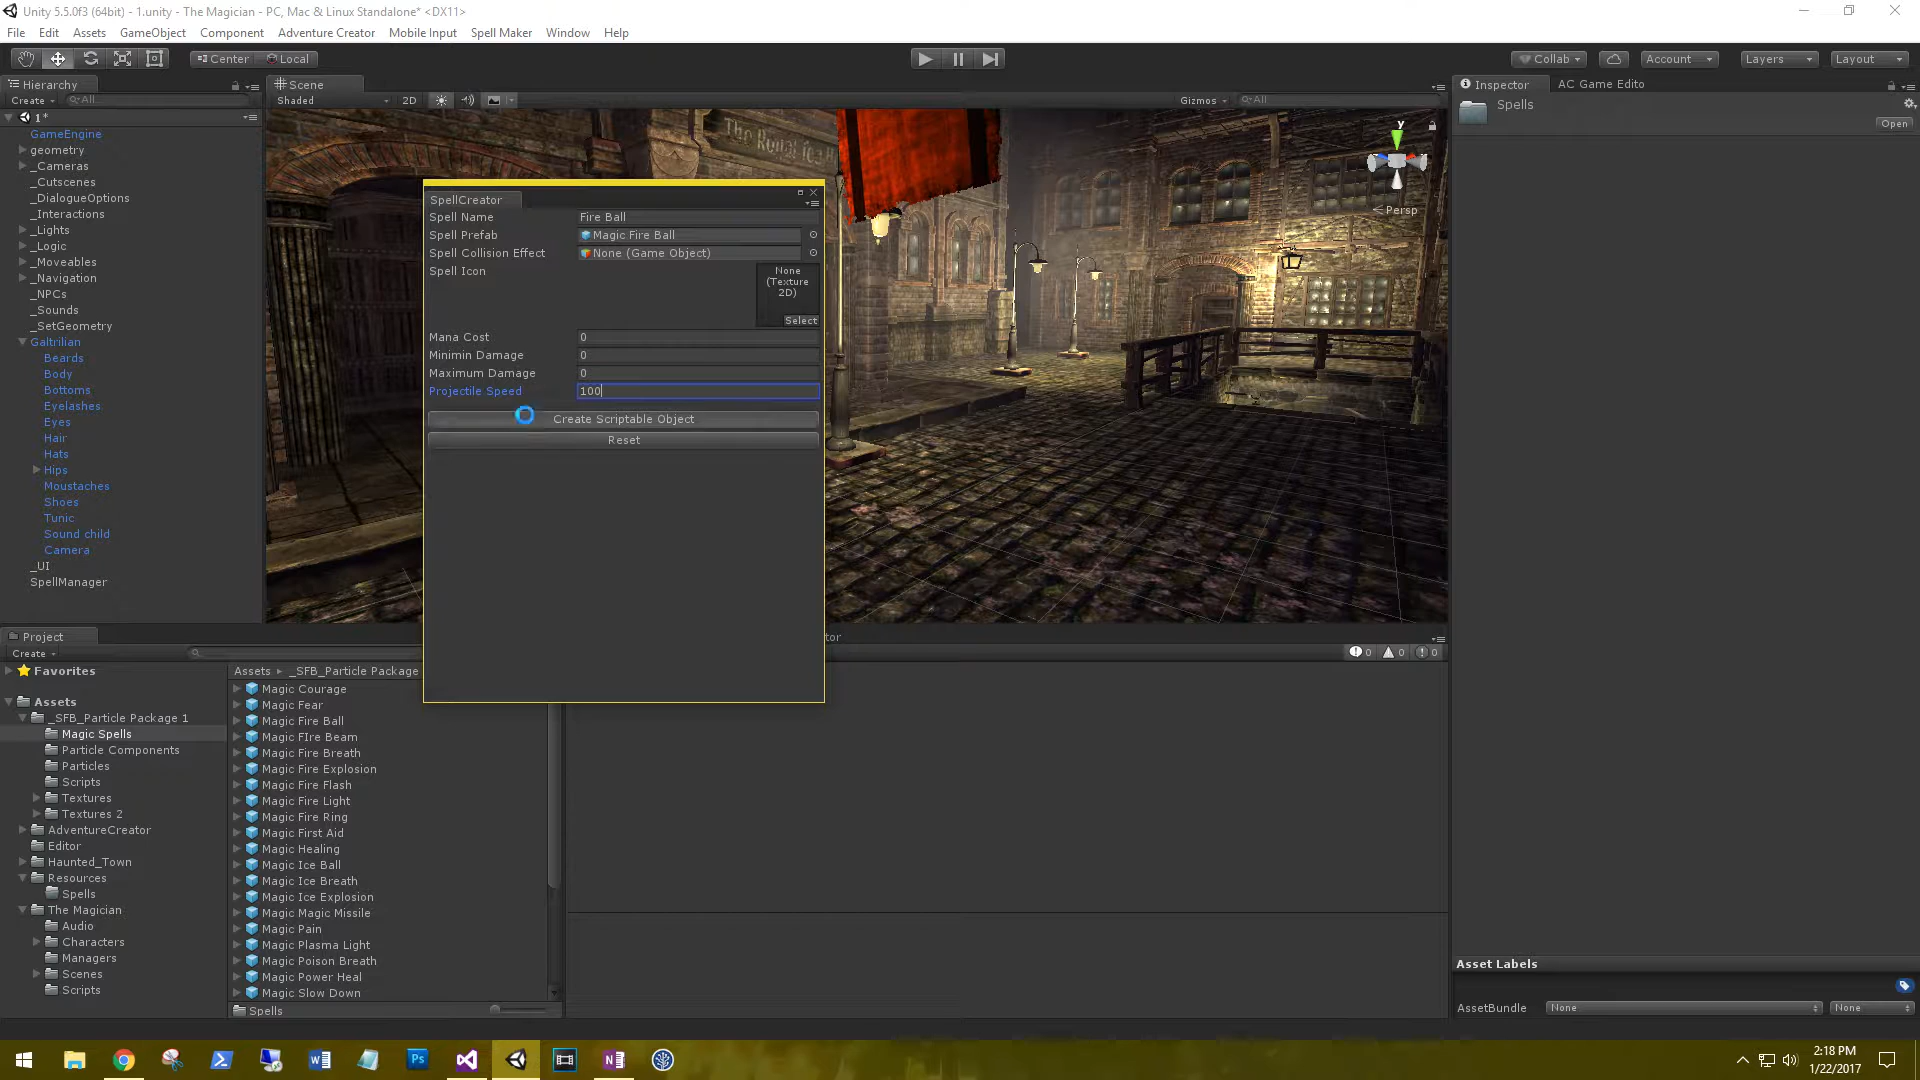 Unity 5.5.0f3 (64bit) - 1.unity - The Magician - PC, Mac & Linux Standalone* <DX11>
File Edit Assets GameObject Component Adventure Creator Mobile Input Spell Maker Window Help
Center Local Collab Account Layers Layout
Hierarchy
Create All
1*
GameEngine
geometry
_Cameras
_Cutscenes
_DialogueOptions
_Interactions
_Lights
_Logic
_Moveables
_Navigation
_NPCs
_Sounds
_SetGeometry
Galtrilian
Beards
Body
Bottoms
Eyelashes
Eyes
Hair
Hats
Hips
Moustaches
Shoes
Tunic
Sound child
Camera
_UI
SpellManager
Scene
Shaded 2D Gizmos All
y
Persp
SpellCreator
Spell Name Fire Ball
Spell Prefab Magic Fire Ball
Spell Collision Effect None (Game Object)
Spell Icon
None
(Texture
2D)
Select
Mana Cost 0
Minimin Damage 0
Maximum Damage 0
Projectile Speed 100
Create Scriptable Object
Reset
Inspector AC Game Edito
Spells
Open
Asset Labels
AssetBundle None None
Project
Create
Favorites
Assets
_SFB_Particle Package 1
Magic Spells
Particle Components
Particles
Scripts
Textures
Textures 2
AdventureCreator
Editor
Haunted_Town
Resources
Spells
The Magician
Audio
Characters
Managers
Scenes
Scripts
Assets _SFB_Particle Package
Magic Courage
Magic Fear
Magic Fire Ball
Magic FIre Beam
Magic Fire Breath
Magic Fire Explosion
Magic Fire Flash
Magic Fire Light
Magic Fire Ring
Magic First Aid
Magic Healing
Magic Ice Ball
Magic Ice Breath
Magic Ice Explosion
Magic Magic Missile
Magic Pain
Magic Plasma Light
Magic Poison Breath
Magic Power Heal
Magic Slow Down
Spells
tor
0 0 0
2:18 PM
1/22/2017